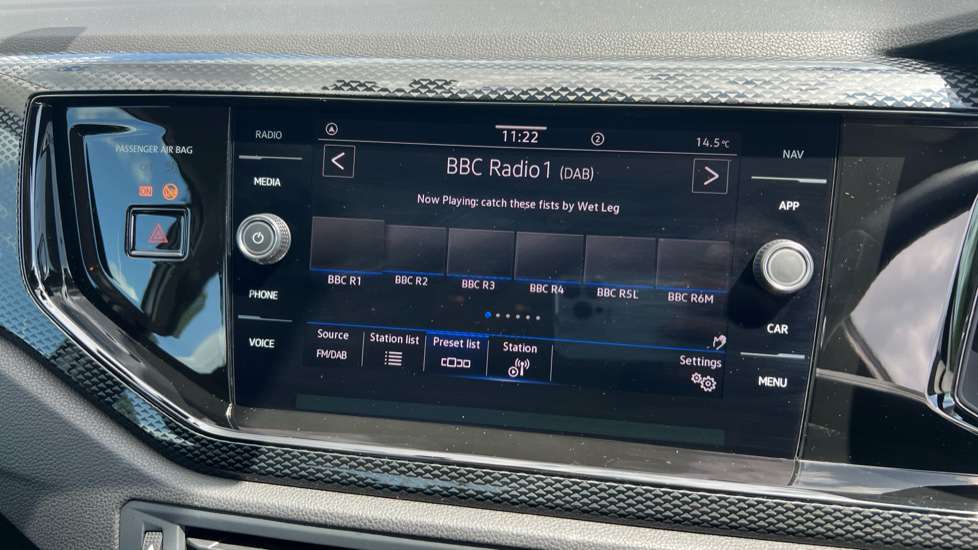 PASSENGER AIR BAG
ON
RADIO
MEDIA
PHONE
VOICE
11:22
2
14.5°C
< BBC Radio1 (DAB) >
Now Playing: catch these fists by Wet Leg
BBC R1 BBC R2 BBC R3 BBC R4 BBC R5L BBC R6M
Source Station list Preset list Station Settings
FM/DAB
NAV
APP
CAR
MENU